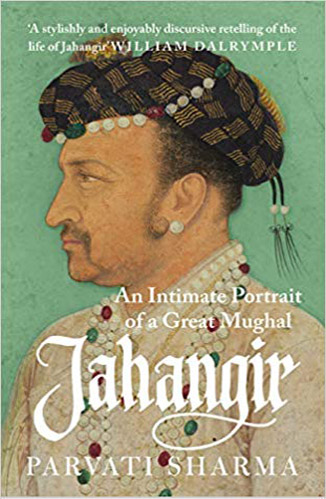 ‘A stylishly and enjoyably discursive retelling of the
life of Jahangir’ WILLIAM DALRYMPLE
An Intimate Portrait
of a Great Mughal
Jahangir
PARVATI SHARMA